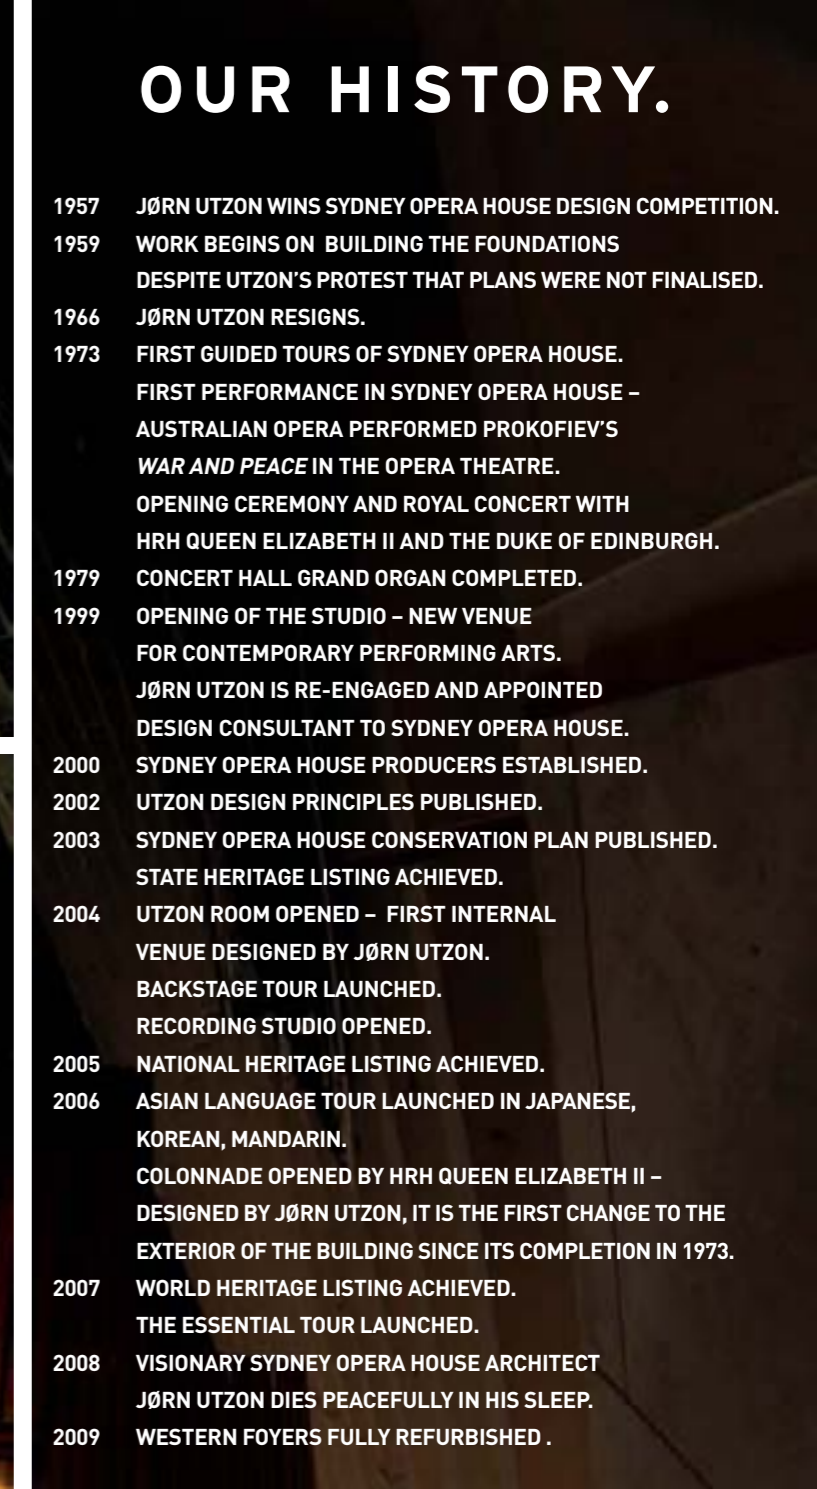 OUR HISTORY.
1957 JØRN UTZON WINS SYDNEY OPERA HOUSE DESIGN COMPETITION.
1959 WORK BEGINS ON BUILDING THE FOUNDATIONS
DESPITE UTZON'S PROTEST THAT PLANS WERE NOT FINALISED.
1966 JØRN UTZON RESIGNS.
1973 FIRST GUIDED TOURS OF SYDNEY OPERA HOUSE.
FIRST PERFORMANCE IN SYDNEY OPERA HOUSE –
AUSTRALIAN OPERA PERFORMED PROKOFIEV'S
WAR AND PEACE IN THE OPERA THEATRE.
OPENING CEREMONY AND ROYAL CONCERT WITH
HRH QUEEN ELIZABETH II AND THE DUKE OF EDINBURGH.
1979 CONCERT HALL GRAND ORGAN COMPLETED.
1999 OPENING OF THE STUDIO – NEW VENUE
FOR CONTEMPORARY PERFORMING ARTS.
JØRN UTZON IS RE-ENGAGED AND APPOINTED
DESIGN CONSULTANT TO SYDNEY OPERA HOUSE.
2000 SYDNEY OPERA HOUSE PRODUCERS ESTABLISHED.
2002 UTZON DESIGN PRINCIPLES PUBLISHED.
2003 SYDNEY OPERA HOUSE CONSERVATION PLAN PUBLISHED.
STATE HERITAGE LISTING ACHIEVED.
2004 UTZON ROOM OPENED – FIRST INTERNAL
VENUE DESIGNED BY JØRN UTZON.
BACKSTAGE TOUR LAUNCHED.
RECORDING STUDIO OPENED.
2005 NATIONAL HERITAGE LISTING ACHIEVED.
2006 ASIAN LANGUAGE TOUR LAUNCHED IN JAPANESE,
KOREAN, MANDARIN.
COLONNADE OPENED BY HRH QUEEN ELIZABETH II –
DESIGNED BY JØRN UTZON, IT IS THE FIRST CHANGE TO THE
EXTERIOR OF THE BUILDING SINCE ITS COMPLETION IN 1973.
2007 WORLD HERITAGE LISTING ACHIEVED.
THE ESSENTIAL TOUR LAUNCHED.
2008 VISIONARY SYDNEY OPERA HOUSE ARCHITECT
JØRN UTZON DIES PEACEFULLY IN HIS SLEEP.
2009 WESTERN FOYERS FULLY REFURBISHED .